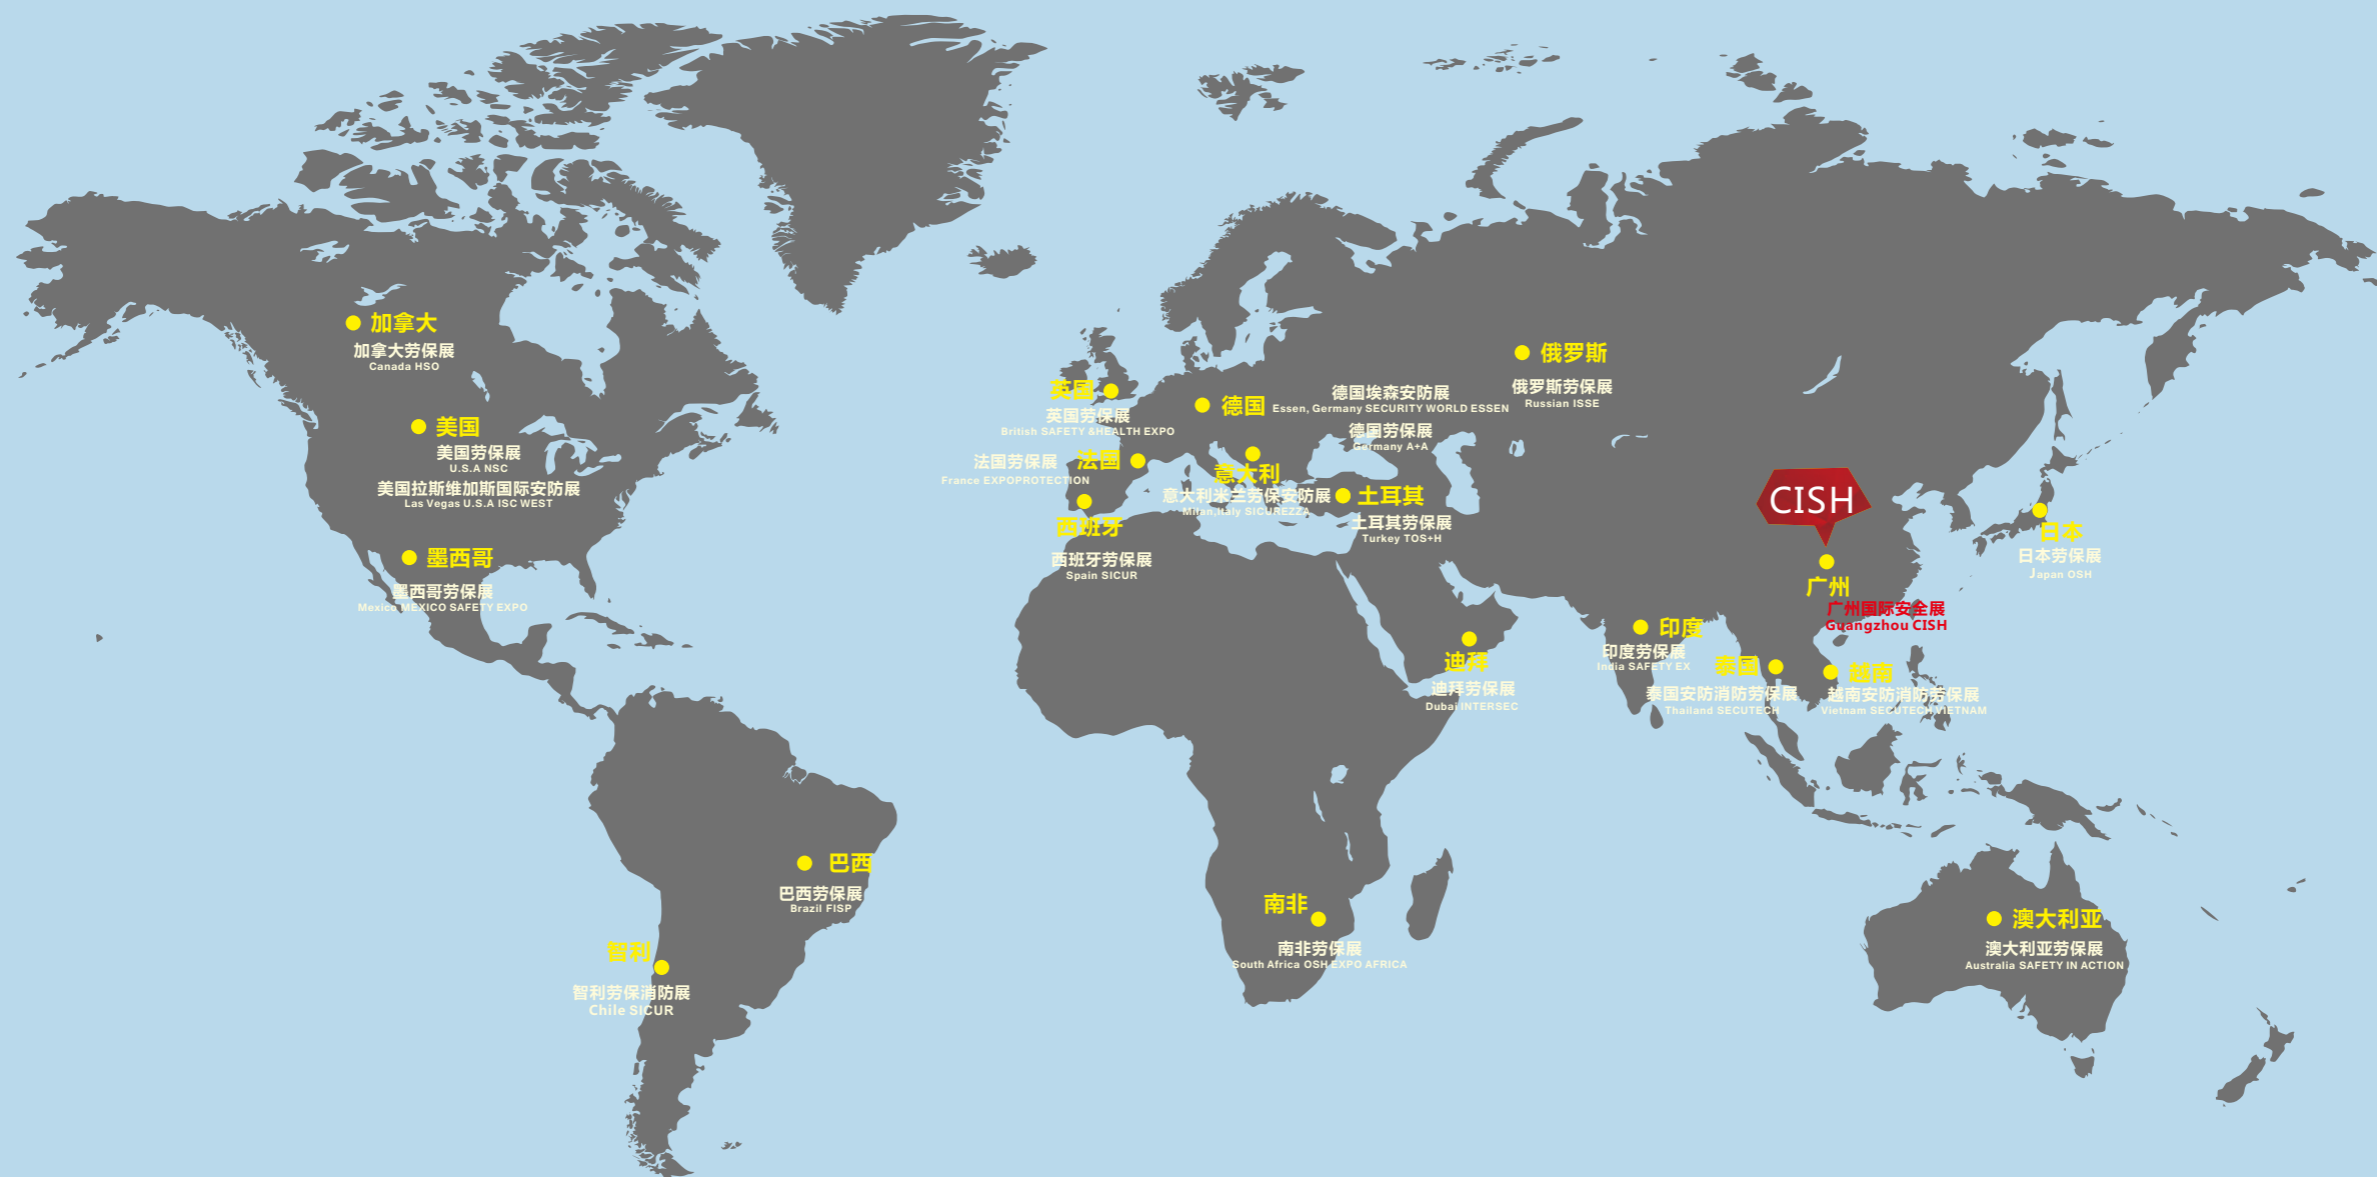 加拿大
加拿大劳保展
Canada HSO
美国
美国劳保展
U.S.A NSC
美国拉斯维加斯国际安防展
Las Vegas U.S.A ISC WEST
墨西哥
墨西哥劳保展
Mexico MEXICO SAFETY EXPO
巴西
巴西劳保展
Brazil FISP
智利
智利劳保消防展
Chile SICUR
英国
英国劳保展
British SAFETY &HEALTH EXPO
法国劳保展
法国
France EXPOPROTECTION
西班牙
西班牙劳保展
Spain SICUR
德国
德国埃森安防展
Essen, Germany SECURITY WORLD ESSEN
德国劳保展
Germany A+A
意大利
意大利米兰劳保安防展
Milan,Italy SICUREZZA
土耳其
土耳其劳保展
Turkey TOS+H
俄罗斯
俄罗斯劳保展
Russian ISSE
迪拜
迪拜劳保展
Dubai INTERSEC
南非
南非劳保展
South Africa OSH EXPO AFRICA
印度
印度劳保展
India SAFETY EX
泰国
泰国安防消防劳保展
Thailand SECUTECH
越南
越南安防消防劳保展
Vietnam SECUTECH VIETNAM
CISH
广州
广州国际安全展
Guangzhou CISH
日本
日本劳保展
Japan OSH
澳大利亚
澳大利亚劳保展
Australia SAFETY IN ACTION